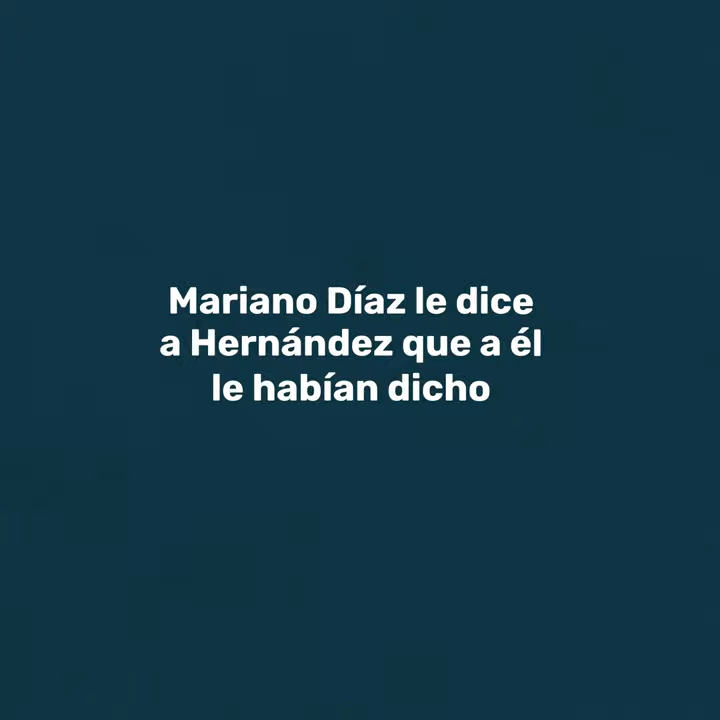 Mariano Díaz le dice
a Hernández que a él
le habían dicho